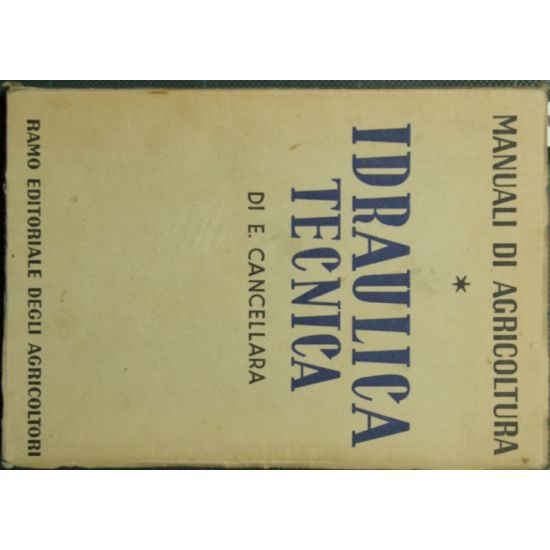 MANUALI DI AGRICOLTURA
*
IDRAULICA
TECNICA
DI E. CANCELLARA
RAMO EDITORIALE DEGLI AGRICOLTORI